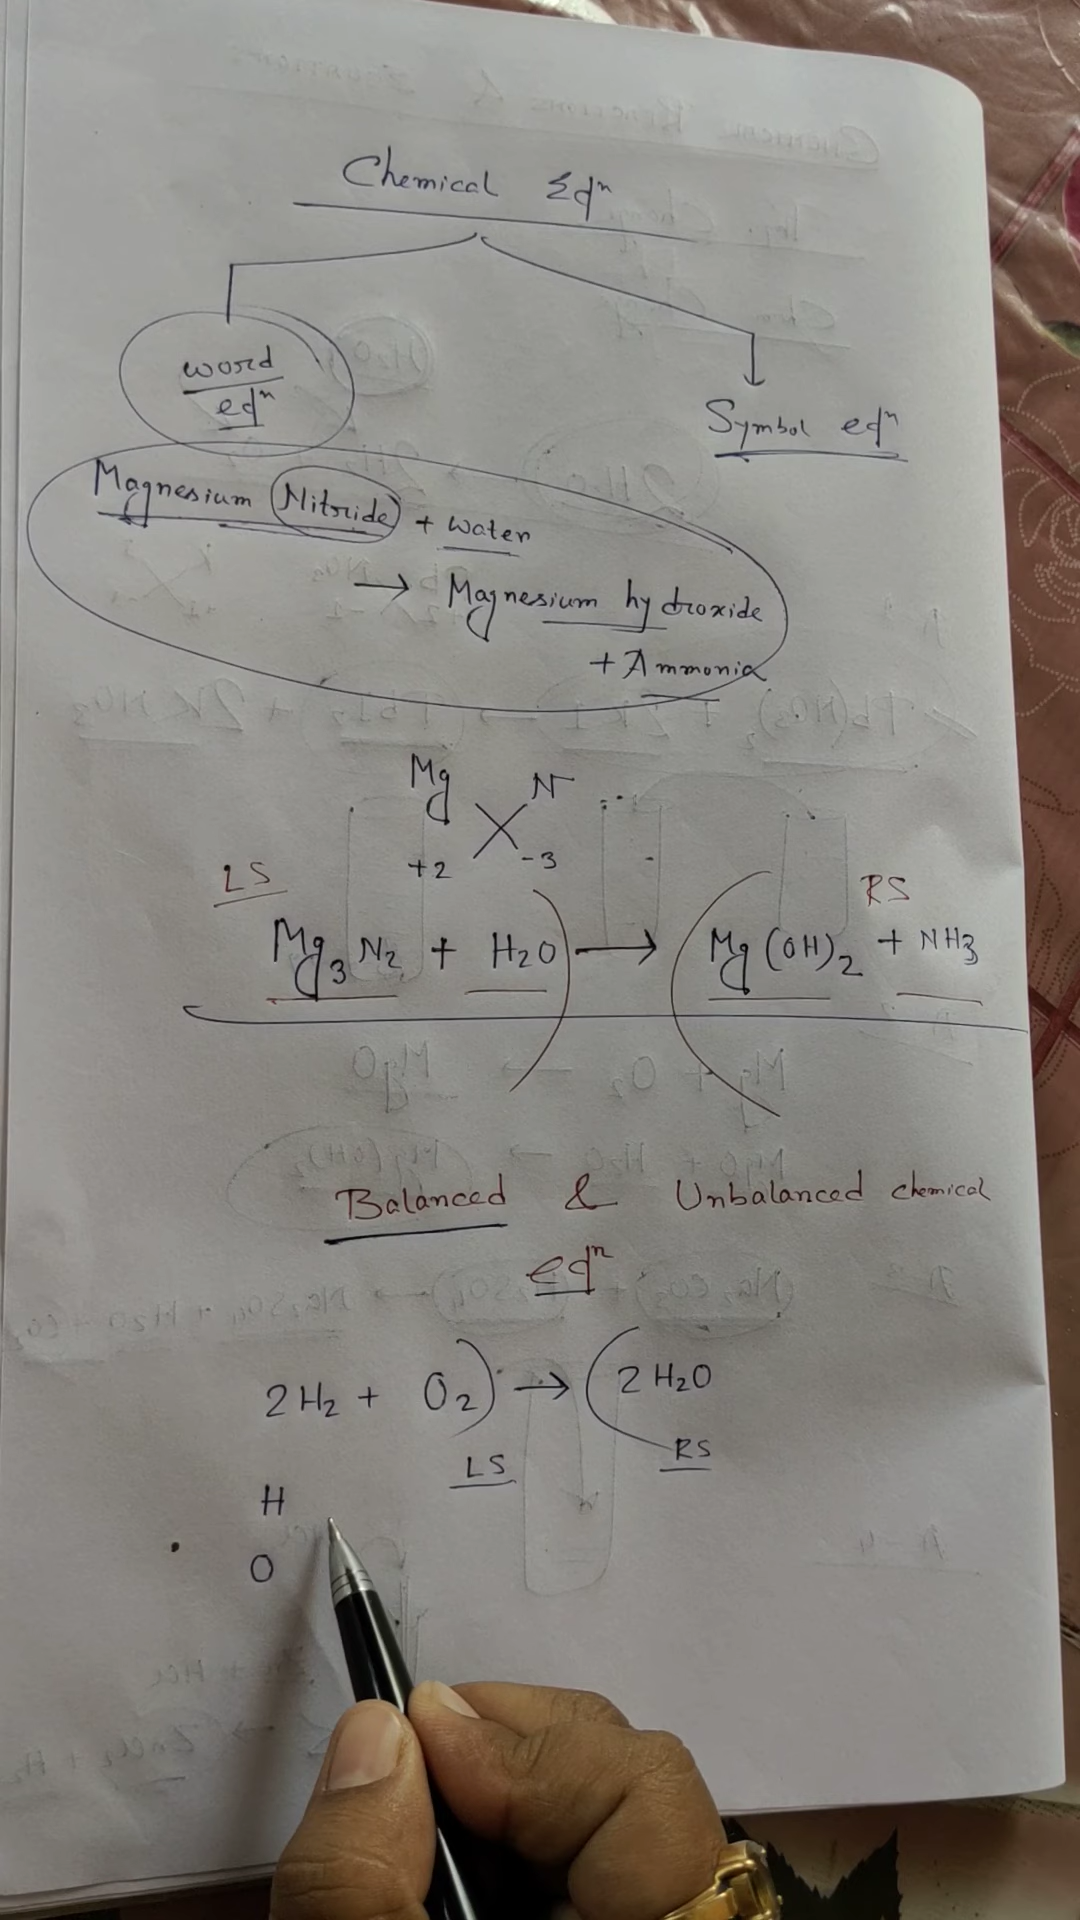 Chemical Eqⁿ
word
eqⁿ
Symbol eqⁿ
Magnesium Nitride + water
→ Magnesium hydroxide
+ Ammonia
Mg N
+2 -3
LS RS
Mg₃N₂ + H₂O → Mg(OH)₂ + NH₃
Balanced & Unbalanced chemical
eqⁿ
2H₂ + O₂ → 2H₂O
LS RS
H
O